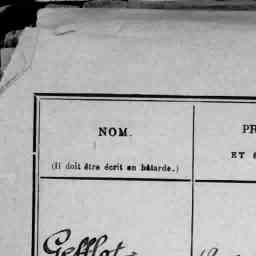 NOM.
PR
(Il doit être écrit en bâtarde.)
ET
Gefflot